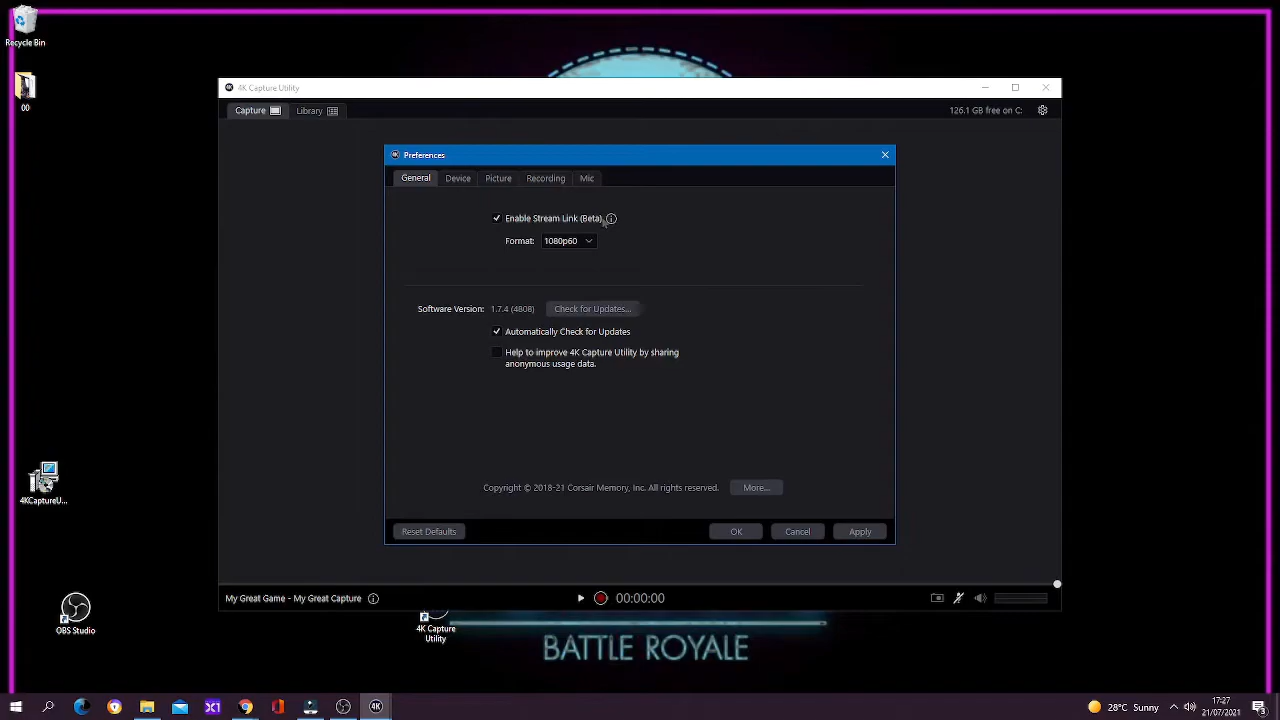 Recycle Bin
00
4K Capture Utility
Capture
Library
126.1 GB free on C:
Preferences
General
Device
Picture
Recording
Mic
Enable Stream Link (Beta)
Format: 1080p60
Software Version: 1.7.4 (4808) Check for Updates...
Automatically Check for Updates
Help to improve 4K Capture Utility by sharing
anonymous usage data.
Copyright © 2018-21 Corsair Memory, Inc. All rights reserved. More...
Reset Defaults
OK
Cancel
Apply
4KCaptureU...
My Great Game - My Great Capture
00:00:00
OBS Studio
4K Capture
Utility
BATTLE ROYALE
28°C Sunny
17:27
21/07/2021
3